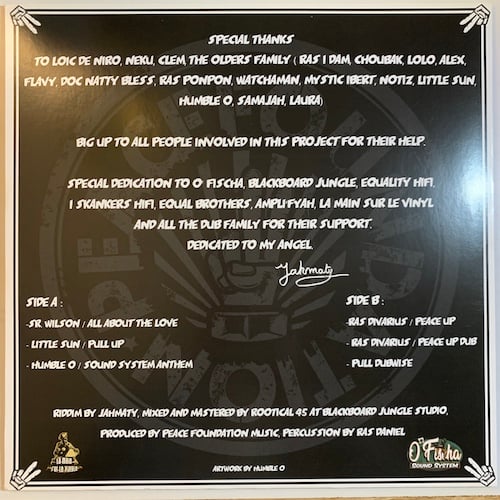 SPECIAL THANKS
TO LOIC DE NIRO, NEKU, CLEM, THE OLDERS FAMILY ( RAS I DAM, CHOUBAK, LOLO, ALEX,
FLAVY, DOC NATTY BLESS, RAS PONPON, WATCHAMAN, MYSTIC IBERT, NOTIZ, LITTLE SUN,
HUMBLE O, SAMAJAH, LAURA)
BIG UP TO ALL PEOPLE INVOLVED IN THIS PROJECT FOR THEIR HELP.
SPECIAL DEDICATION TO O FISCHA, BLACKBOARD JUNGLE, EQUALITY HIFI,
I SKANKERS HIFI, EQUAL BROTHERS, AMPLI-FYAH, LA MAIN SUR LE VINYL
AND ALL THE DUB FAMILY FOR THEIR SUPPORT.
DEDICATED TO MY ANGEL.
Jahmaty
SIDE A :
-SR WILSON / ALL ABOUT THE LOVE
- LITTLE SUN / PULL UP
- HUMBLE O / SOUND SYSTEM ANTHEM
SIDE B :
-RAS DIVARIUS / PEACE UP
- RAS DIVARIUS / PEACE UP DUB
- PULL DUBWISE
RIDDIM BY JAHMATY, MIXED AND MASTERED BY ROOTICAL 45 AT BLACKBOARD JUNGLE STUDIO,
PRODUCED BY PEACE FOUNDATION MUSIC, PERCUSSION BY RAS DANIEL
LA MAIN
SUR LE VINYLE
O'Fischa
SOUND SYSTEM
ARTWORK BY HUMBLE O